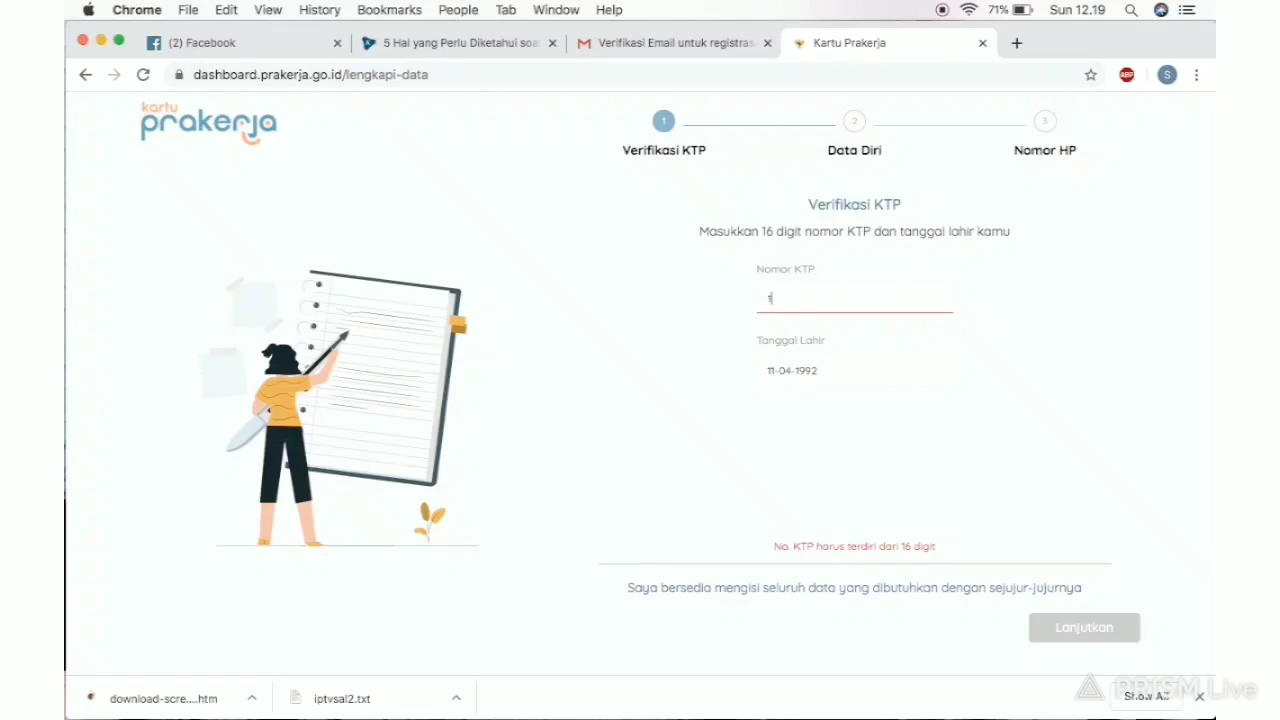 Chrome File Edit View History Bookmarks People Tab Window Help 71% Sun 12.19
(2) Facebook 5 Hal yang Perlu Diketahui soa Verifikasi Email untuk registras Kartu Prakerja
dashboard.prakerja.go.id/lengkapi-data ABP S
kartu
prakerja
1 2 3
Verifikasi KTP Data Diri Nomor HP
Verifikasi KTP
Masukkan 16 digit nomor KTP dan tanggal lahir kamu
Nomor KTP
1
Tanggal Lahir
11-04-1992
No. KTP harus terdiri dari 16 digit
Saya bersedia mengisi seluruh data yang dibutuhkan dengan sejujur-jujurnya
Lanjutkan
download-scre....htm iptvsal2.txt Show All
PRISM Live